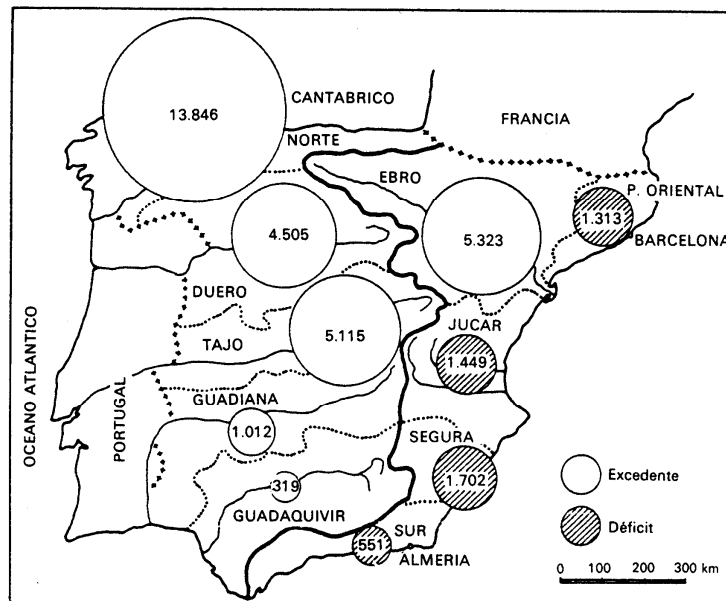 CANTABRICO
13.846
FRANCIA
NORTE
EBRO
P. ORIENTAL
1.313
4.505
5.323
BARCELONA
DUERO
JUCAR
TAJO
5.115
1.449
GUADIANA
OCEANO ATLANTICO
PORTUGAL
1.012
SEGURA
319
1.702
Excedente
GUADAQUIVIR
SUR
Déficit
551
ALMERIA
0 100 200 300 km